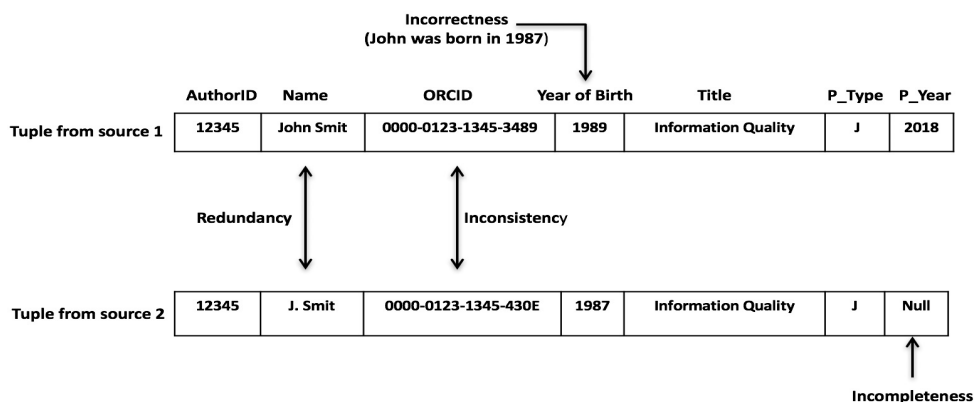 Incorrectness
(John was born in 1987)
AuthorID Name ORCID Year of Birth Title P_Type P_Year
Tuple from source 1 12345 John Smit 0000-0123-1345-3489 1989 Information Quality J 2018
Redundancy Inconsistency
Tuple from source 2 12345 J. Smit 0000-0123-1345-430E 1987 Information Quality J Null
Incompleteness